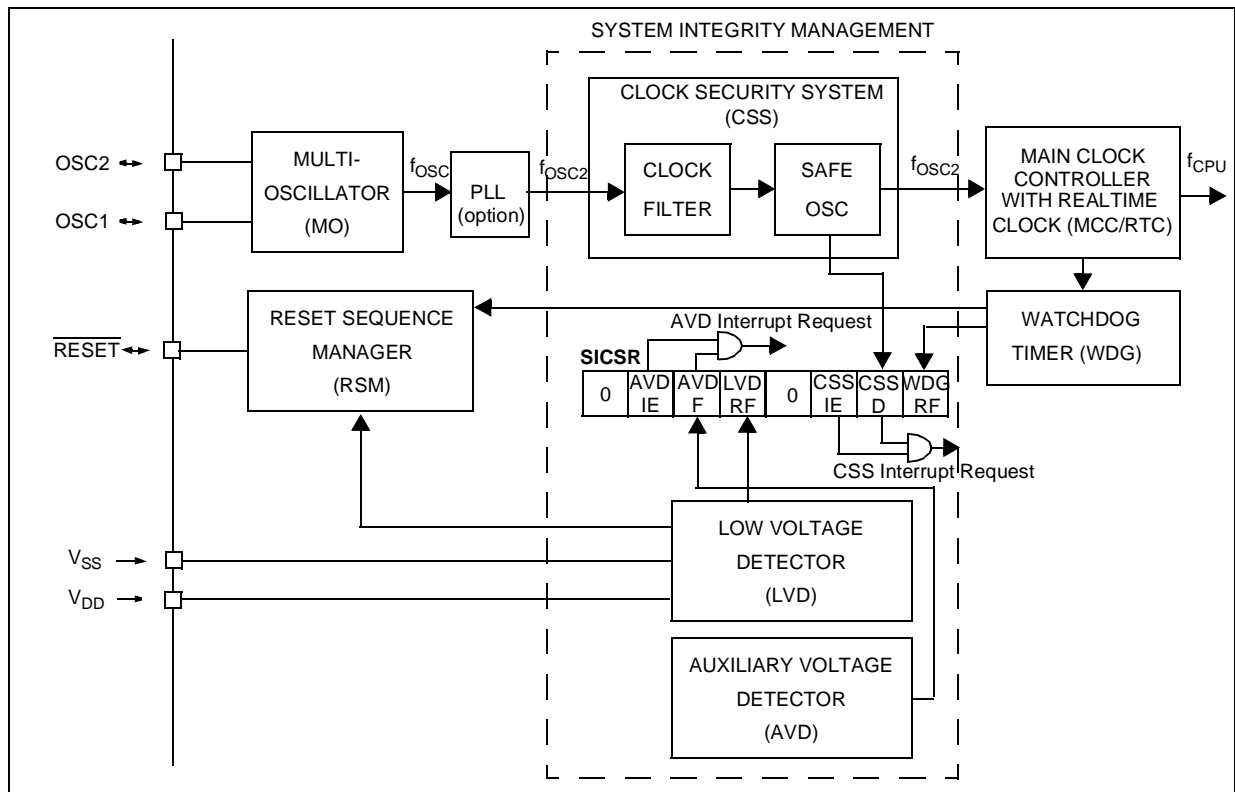 SYSTEM INTEGRITY MANAGEMENT
CLOCK SECURITY SYSTEM
(CSS)
OSC2
OSC1
MULTI-
OSCILLATOR
(MO)
fOSC
PLL
(option)
fOSC2
CLOCK
FILTER
SAFE
OSC
fOSC2
MAIN CLOCK
CONTROLLER
WITH REALTIME
CLOCK (MCC/RTC)
fCPU
RESET
RESET SEQUENCE
MANAGER
(RSM)
AVD Interrupt Request
WATCHDOG
TIMER (WDG)
SICSR
0
AVD
IE
AVD
F
LVD
RF
0
CSS
IE
CSS
D
WDG
RF
CSS Interrupt Request
VSS
VDD
LOW VOLTAGE
DETECTOR
(LVD)
AUXILIARY VOLTAGE
DETECTOR
(AVD)